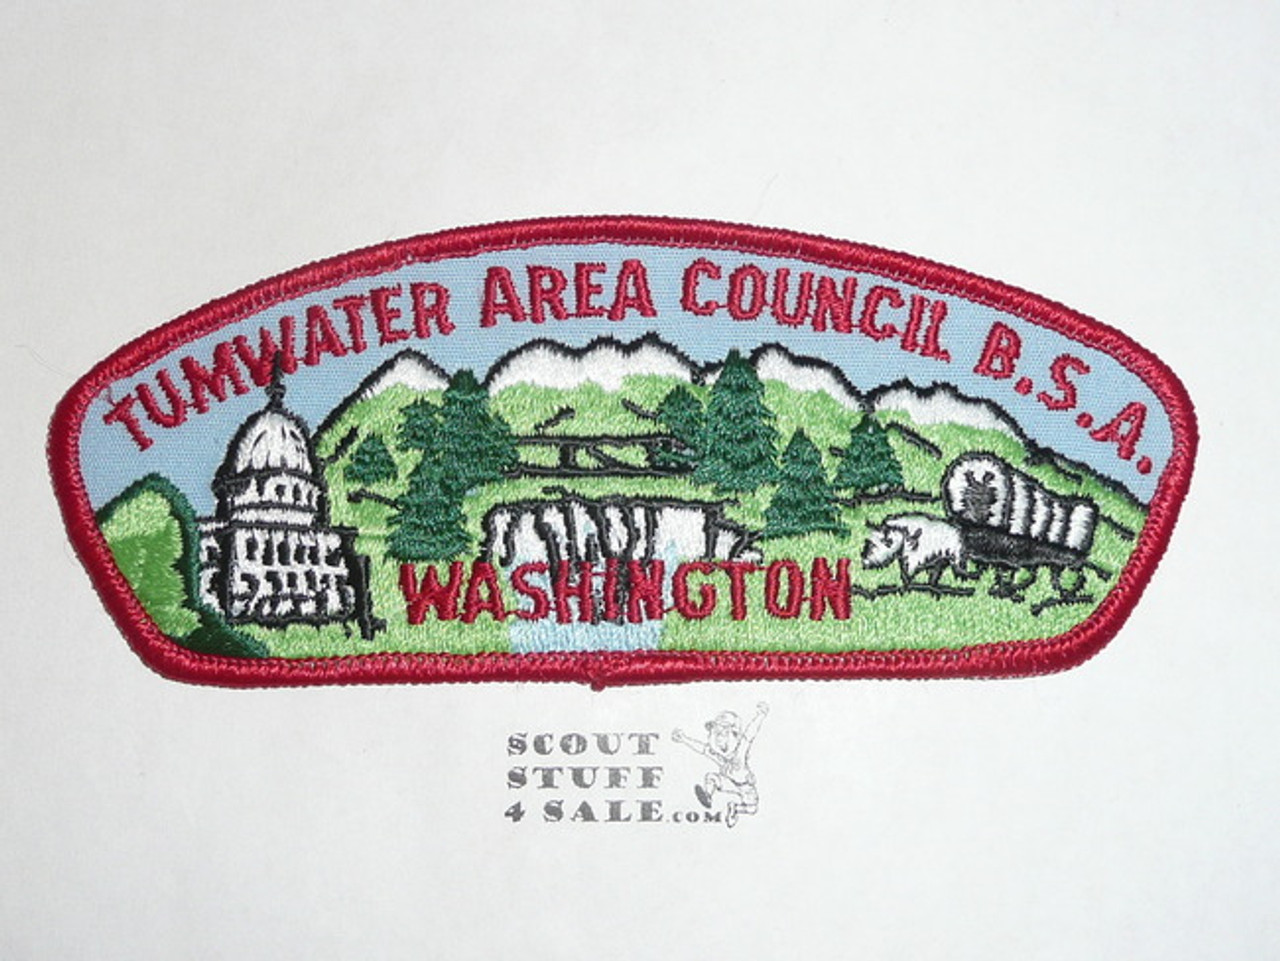 TUMWATER AREA COUNCIL B.S.A.
WASHINGTON
SCOUT
STUFF
4 SALE.COM